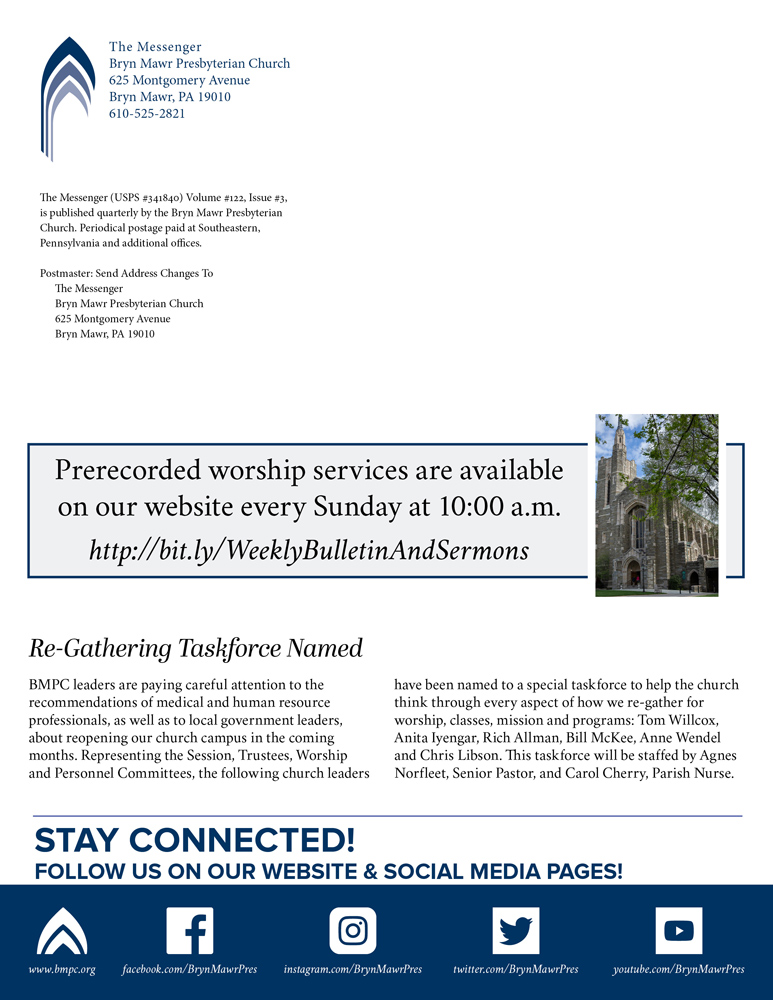 The Messenger
Bryn Mawr Presbyterian Church
625 Montgomery Avenue
Bryn Mawr, PA 19010
610-525-2821
The Messenger (USPS #341840) Volume #122, Issue #3,
is published quarterly by the Bryn Mawr Presbyterian
Church. Periodical postage paid at Southeastern,
Pennsylvania and additional offices.
Postmaster: Send Address Changes To
The Messenger
Bryn Mawr Presbyterian Church
625 Montgomery Avenue
Bryn Mawr, PA 19010
Prerecorded worship services are available
on our website every Sunday at 10:00 a.m.
http://bit.ly/WeeklyBulletinAndSermons
Re-Gathering Taskforce Named
BMPC leaders are paying careful attention to the
recommendations of medical and human resource
professionals, as well as to local government leaders,
about reopening our church campus in the coming
months. Representing the Session, Trustees, Worship
and Personnel Committees, the following church leaders
have been named to a special taskforce to help the church
think through every aspect of how we re-gather for
worship, classes, mission and programs: Tom Willcox,
Anita Iyengar, Rich Allman, Bill McKee, Anne Wendel
and Chris Libson. This taskforce will be staffed by Agnes
Norfleet, Senior Pastor, and Carol Cherry, Parish Nurse.
STAY CONNECTED!
FOLLOW US ON OUR WEBSITE & SOCIAL MEDIA PAGES!
www.bmpc.org
facebook.com/BrynMawrPres
instagram.com/BrynMawrPres
twitter.com/BrynMawrPres
youtube.com/BrynMawrPres